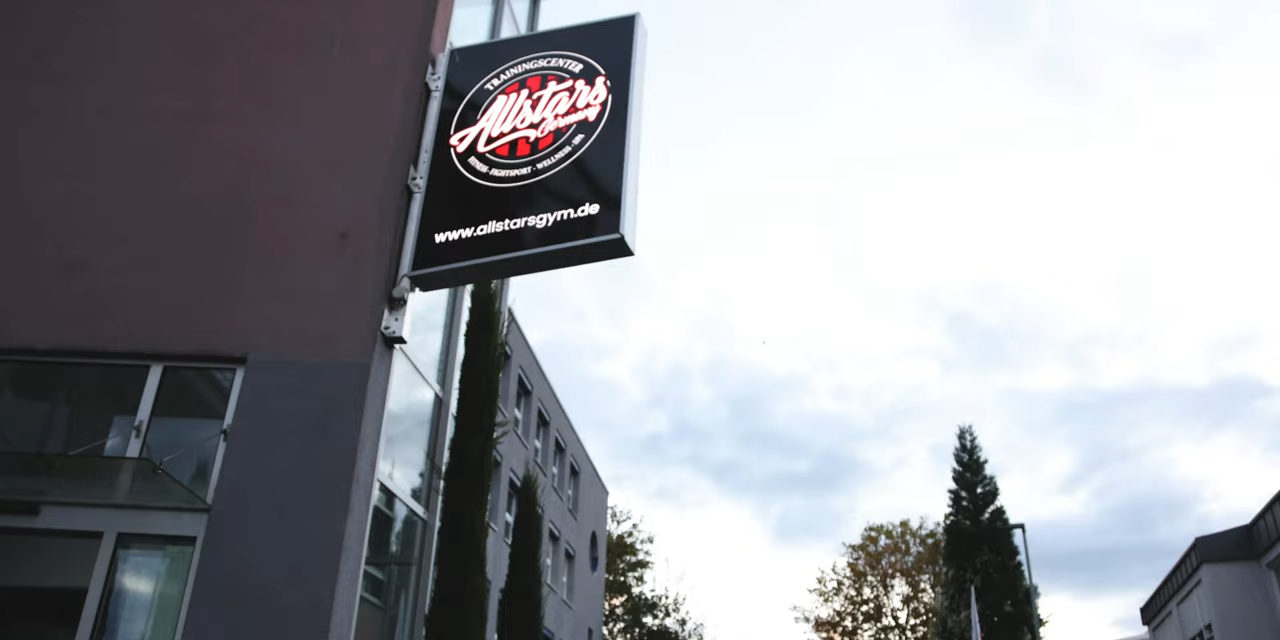 TRAININGSCENTER
Allstars
Germany
FITNESS · FIGHTSPORT · WELLNESS · SPA
www.allstarsgym.de